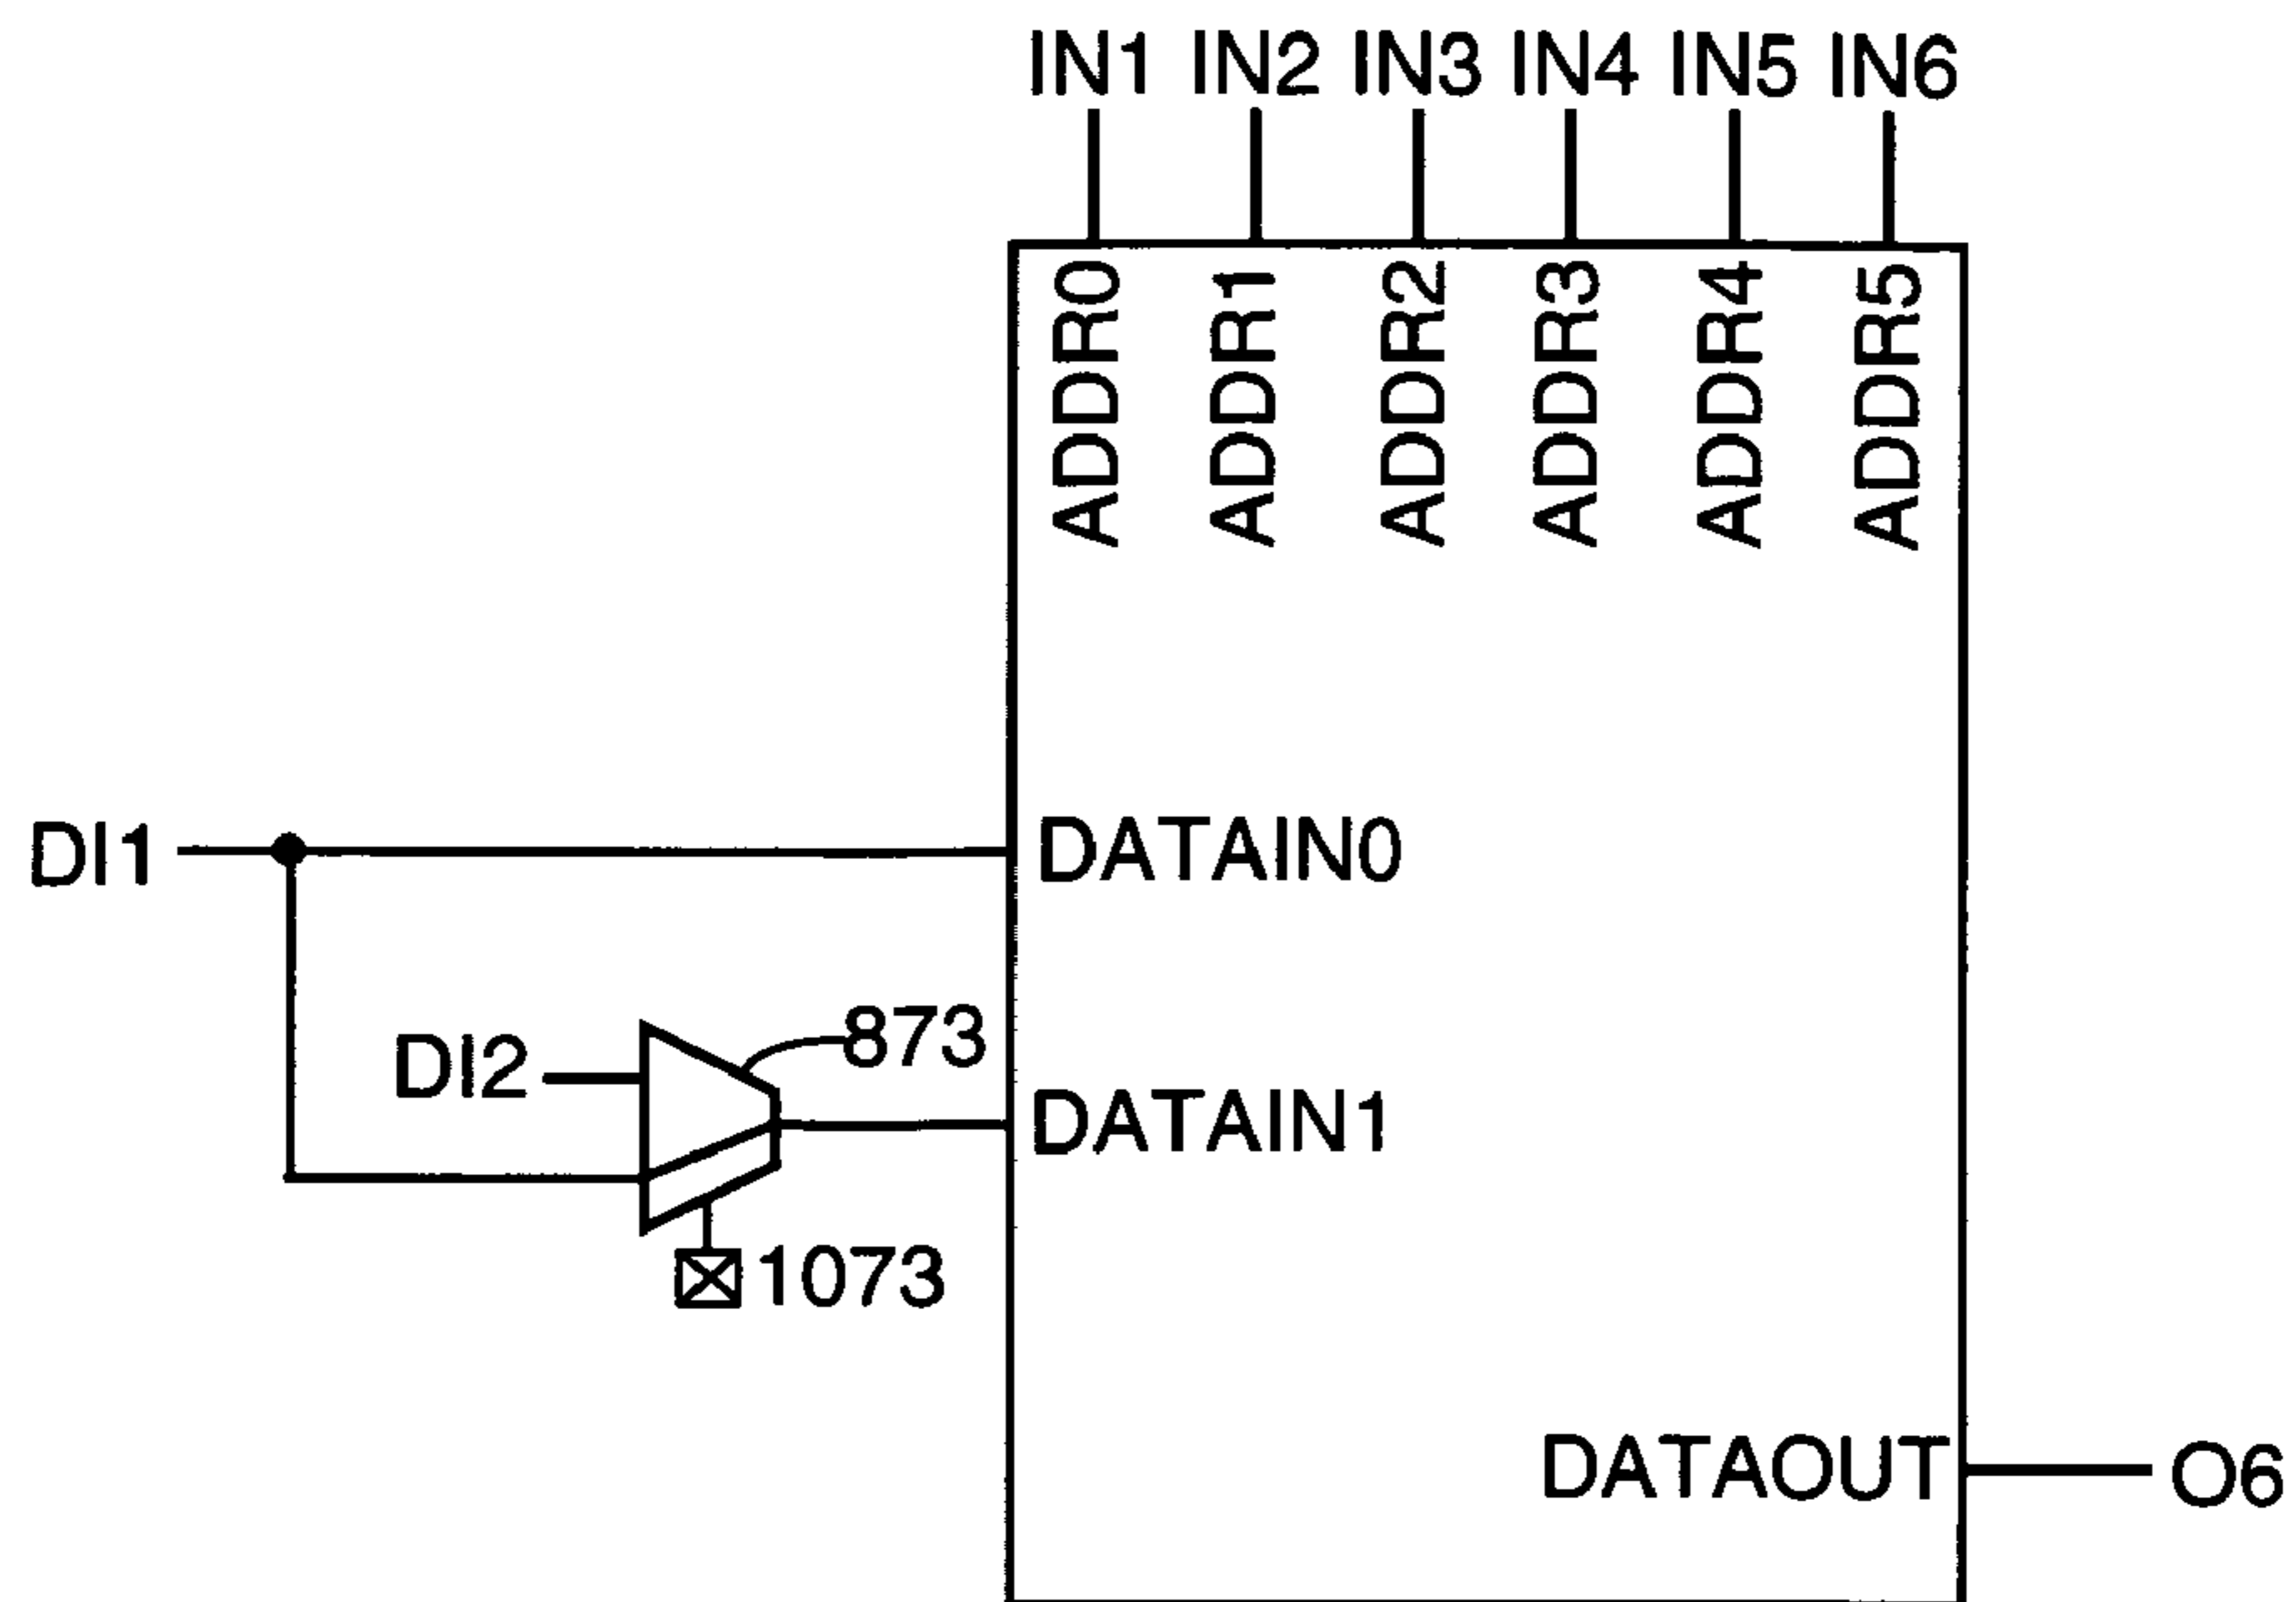 IN1 IN2 IN3 IN4 IN5 IN6
ADDR0
ADDR1
ADDR2
ADDR3
ADDR4
ADDR5
DI1
DATAIN0
DI2
873
DATAIN1
1073
DATAOUT
O6